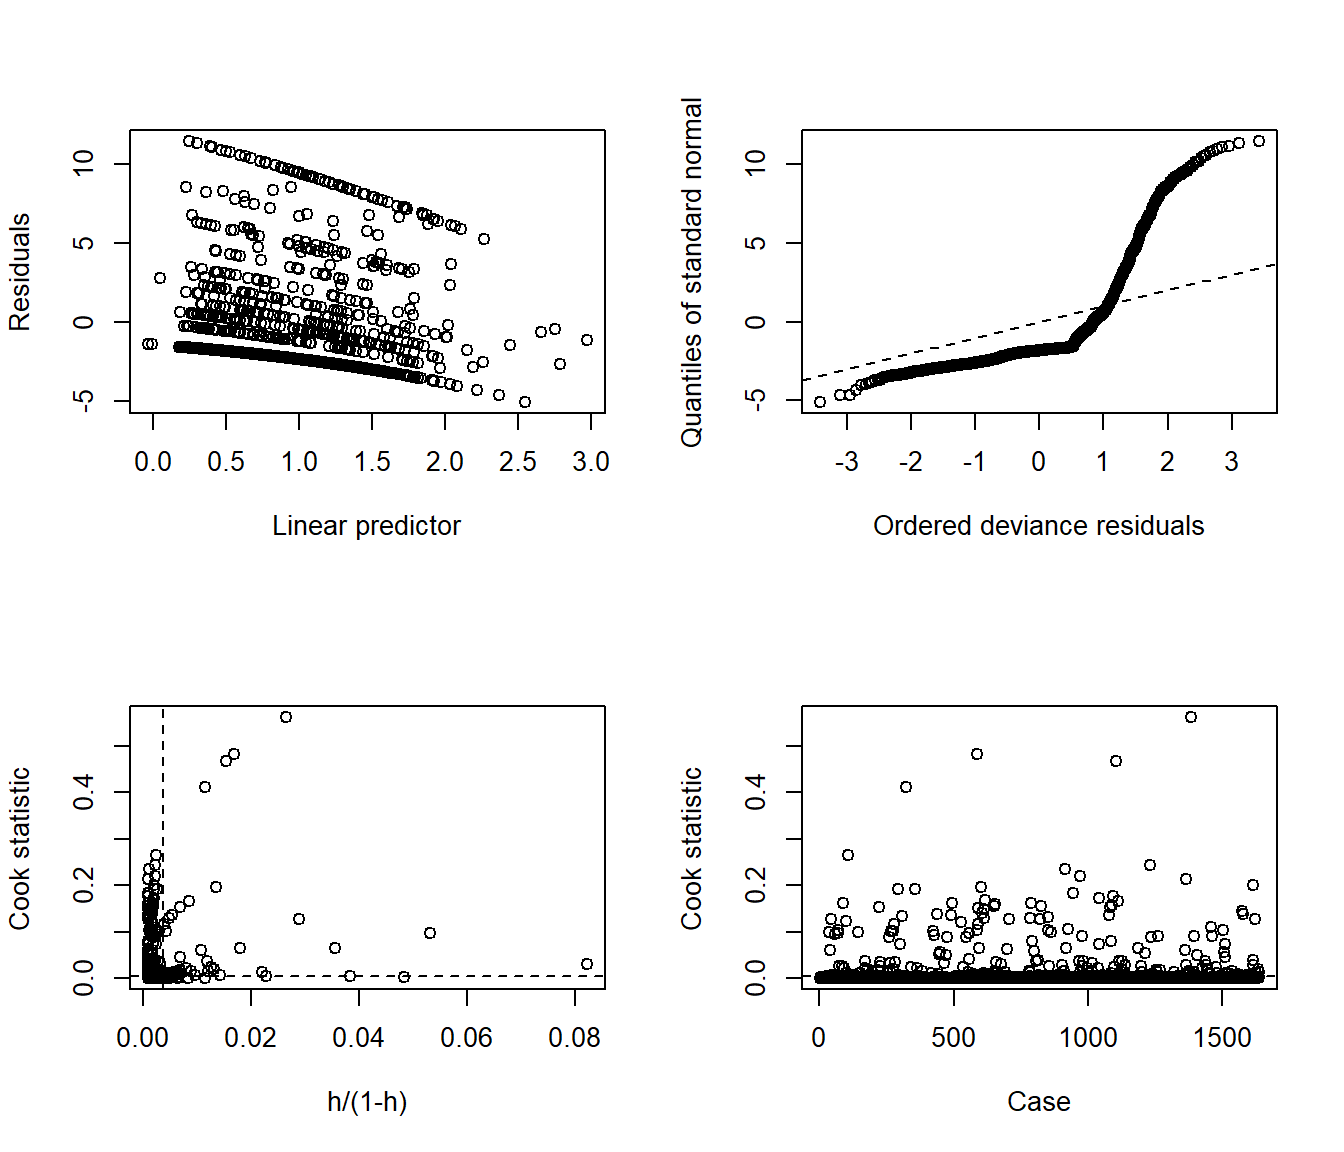 Residuals
10
5
0
-5
0.0 0.5 1.0 1.5 2.0 2.5 3.0
Linear predictor
Quantiles of standard normal
10
5
0
-5
-3 -2 -1 0 1 2 3
Ordered deviance residuals
Cook statistic
0.4
0.2
0.0
0.00 0.02 0.04 0.06 0.08
h/(1-h)
Cook statistic
0.4
0.2
0.0
0 500 1000 1500
Case